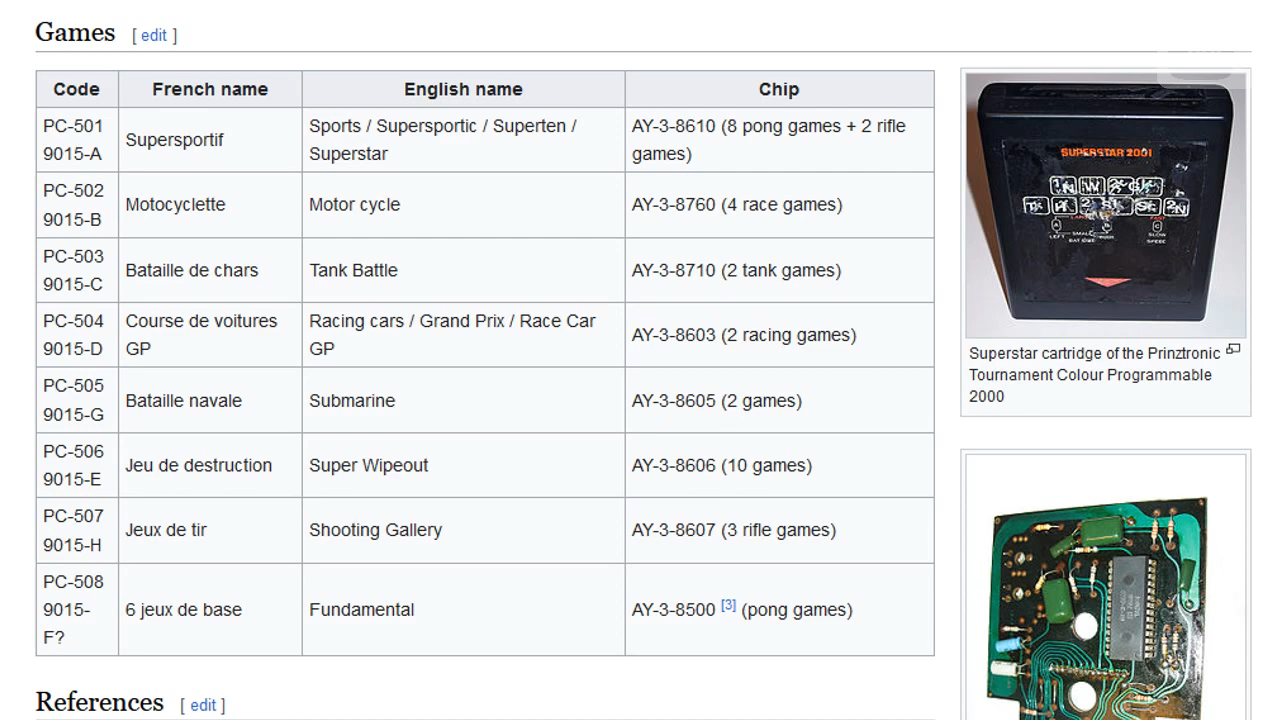 Games [ edit ]
Code French name English name Chip
PC-501
9015-A
Supersportif
Sports / Supersportic / Superten /
Superstar
AY-3-8610 (8 pong games + 2 rifle
games)
PC-502
9015-B
Motocyclette
Motor cycle
AY-3-8760 (4 race games)
PC-503
9015-C
Bataille de chars
Tank Battle
AY-3-8710 (2 tank games)
PC-504
9015-D
Course de voitures
GP
Racing cars / Grand Prix / Race Car
GP
AY-3-8603 (2 racing games)
PC-505
9015-G
Bataille navale
Submarine
AY-3-8605 (2 games)
PC-506
9015-E
Jeu de destruction
Super Wipeout
AY-3-8606 (10 games)
PC-507
9015-H
Jeux de tir
Shooting Gallery
AY-3-8607 (3 rifle games)
PC-508
9015-
F?
6 jeux de base
Fundamental
AY-3-8500 [3] (pong games)
References [ edit ]
SUPERSTAR 2001
Superstar cartridge of the Prinztronic
Tournament Colour Programmable
2000